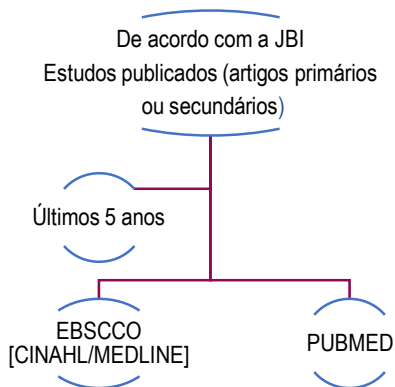 De acordo com a JBI
Estudos publicados (artigos primários
ou secundários)
Últimos 5 anos
EBSCCO
[CINAHL/MEDLINE]
PUBMED